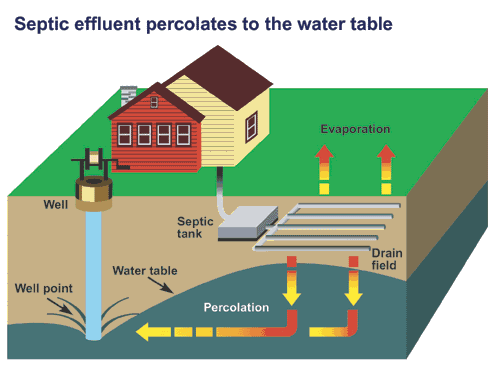 Septic effluent percolates to the water table
Evaporation
Well
Septic
tank
Drain
field
Water table
Well point
Percolation